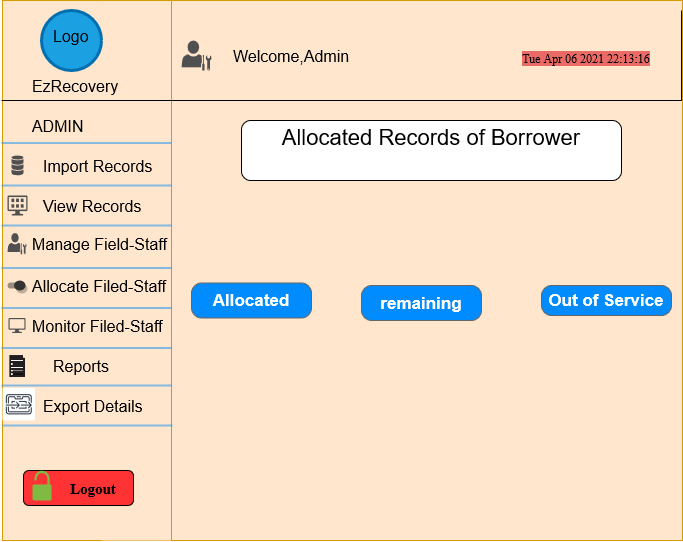 Logo
EzRecovery
Welcome,Admin
Tue Apr 06 2021 22:13:16
ADMIN
Import Records
View Records
Manage Field-Staff
Allocate Filed-Staff
Monitor Filed-Staff
Reports
Export Details
Logout
Allocated Records of Borrower
Allocated
remaining
Out of Service